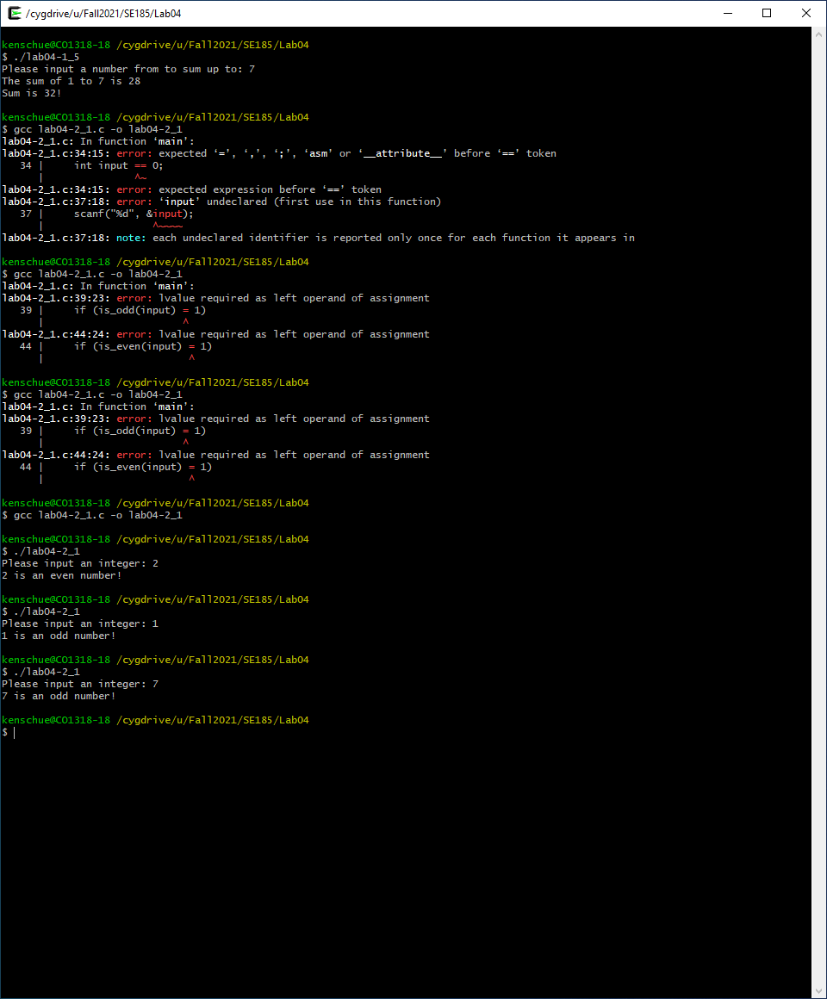 /cygdrive/u/Fall2021/SE185/Lab04
kenschue@CO1318-18 /cygdrive/u/Fall2021/SE185/Lab04
$ ./lab04-1_5
Please input a number from to sum up to: 7
The sum of 1 to 7 is 28
Sum is 32!
kenschue@CO1318-18 /cygdrive/u/Fall2021/SE185/Lab04
$ gcc lab04-2_1.c -o lab04-2_1
lab04-2_1.c: In function ‘main’:
lab04-2_1.c:34:15: error: expected ‘=’, ‘,’, ‘;’, ‘asm’ or ‘__attribute__’ before ‘==’ token
   34 |     int input == 0;
      |               ^~
lab04-2_1.c:34:15: error: expected expression before ‘==’ token
lab04-2_1.c:37:18: error: ‘input’ undeclared (first use in this function)
   37 |     scanf("%d", &input);
      |                  ^~~~~
lab04-2_1.c:37:18: note: each undeclared identifier is reported only once for each function it appears in
kenschue@CO1318-18 /cygdrive/u/Fall2021/SE185/Lab04
$ gcc lab04-2_1.c -o lab04-2_1
lab04-2_1.c: In function ‘main’:
lab04-2_1.c:39:23: error: lvalue required as left operand of assignment
   39 |     if (is_odd(input) = 1)
      |                       ^
lab04-2_1.c:44:24: error: lvalue required as left operand of assignment
   44 |     if (is_even(input) = 1)
      |                        ^
kenschue@CO1318-18 /cygdrive/u/Fall2021/SE185/Lab04
$ gcc lab04-2_1.c -o lab04-2_1
lab04-2_1.c: In function ‘main’:
lab04-2_1.c:39:23: error: lvalue required as left operand of assignment
   39 |     if (is_odd(input) = 1)
      |                       ^
lab04-2_1.c:44:24: error: lvalue required as left operand of assignment
   44 |     if (is_even(input) = 1)
      |                        ^
kenschue@CO1318-18 /cygdrive/u/Fall2021/SE185/Lab04
$ gcc lab04-2_1.c -o lab04-2_1
kenschue@CO1318-18 /cygdrive/u/Fall2021/SE185/Lab04
$ ./lab04-2_1
Please input an integer: 2
2 is an even number!
kenschue@CO1318-18 /cygdrive/u/Fall2021/SE185/Lab04
$ ./lab04-2_1
Please input an integer: 1
1 is an odd number!
kenschue@CO1318-18 /cygdrive/u/Fall2021/SE185/Lab04
$ ./lab04-2_1
Please input an integer: 7
7 is an odd number!
kenschue@CO1318-18 /cygdrive/u/Fall2021/SE185/Lab04
$